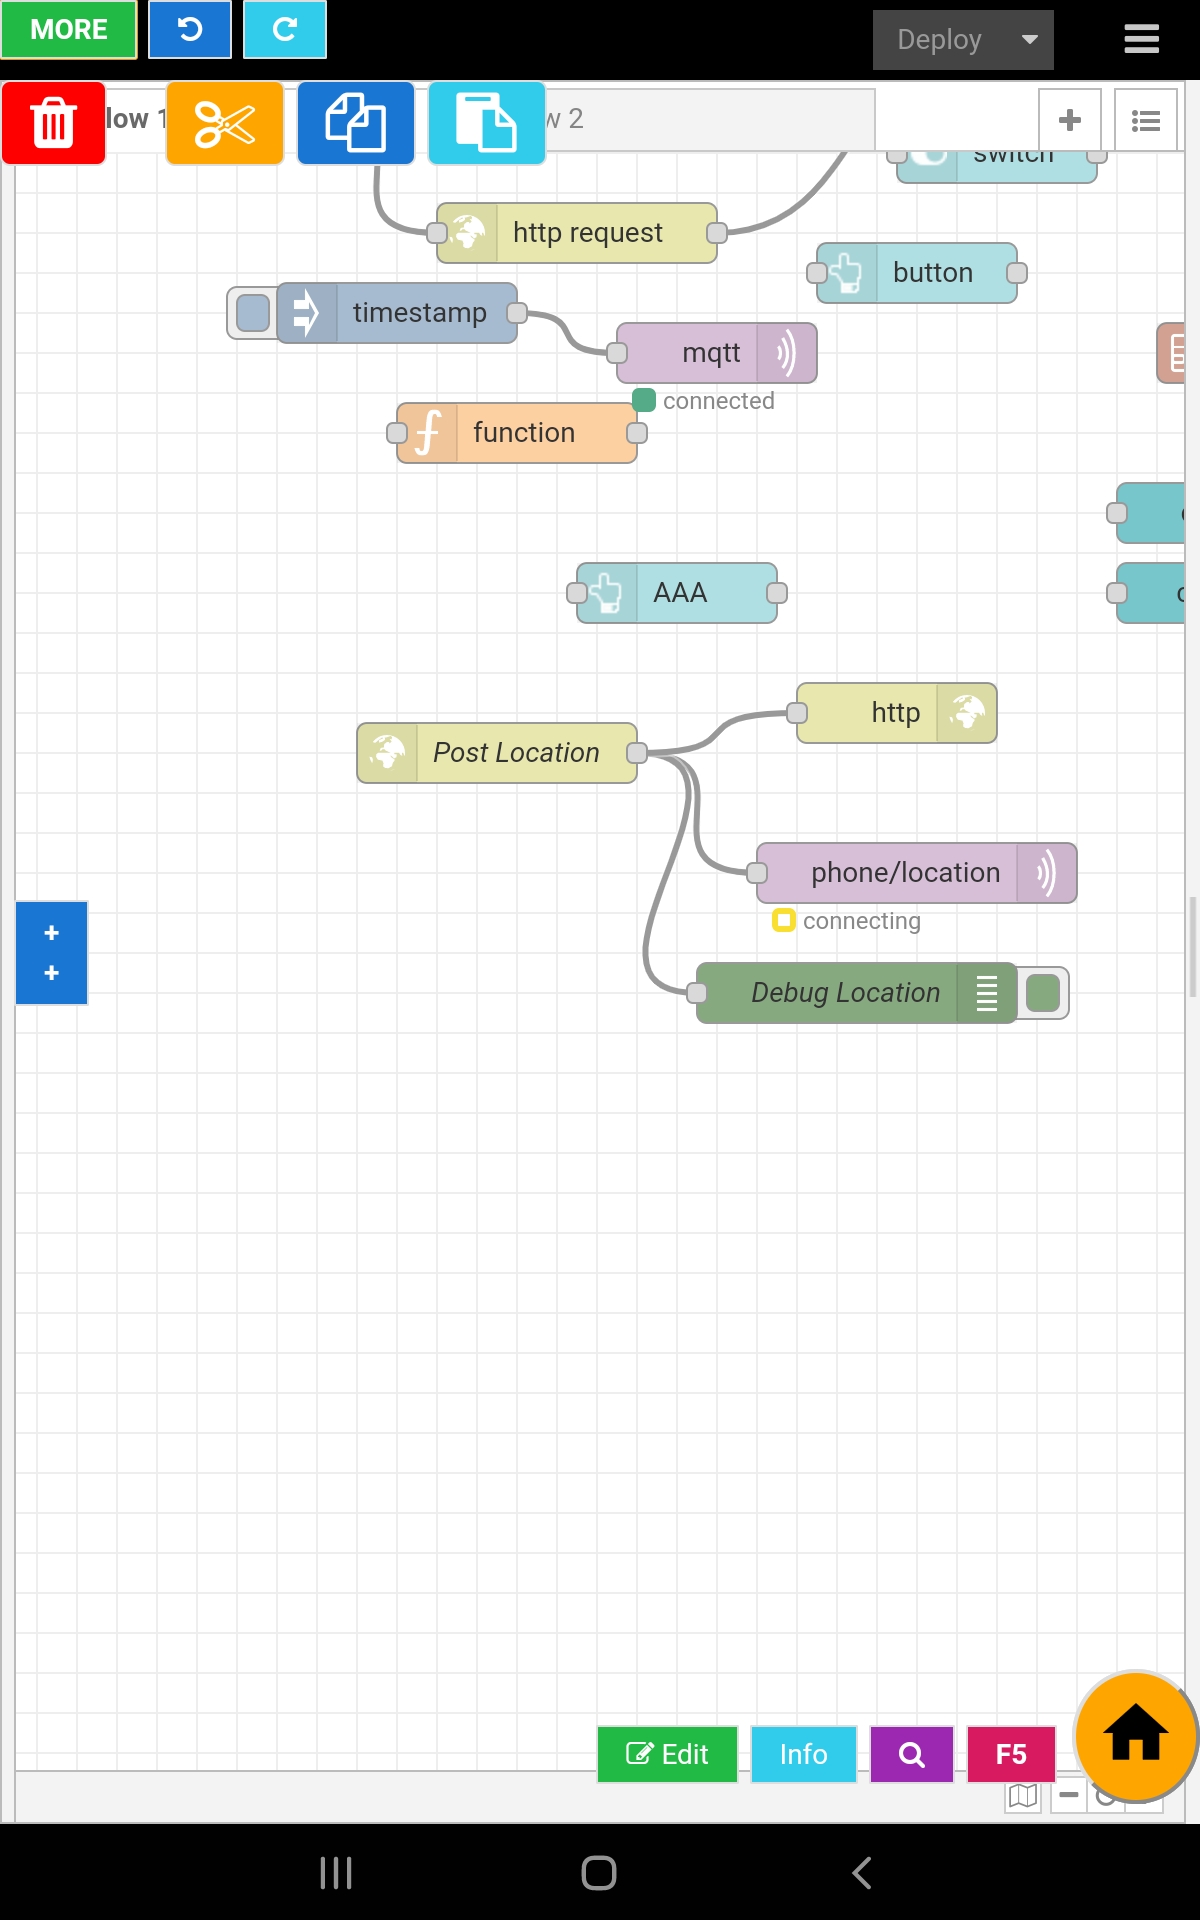 MORE
Deploy
low 1
w 2
switch
http request
button
timestamp
mqtt
connected
function
AAA
http
Post Location
phone/location
connecting
Debug Location
Edit
Info
F5